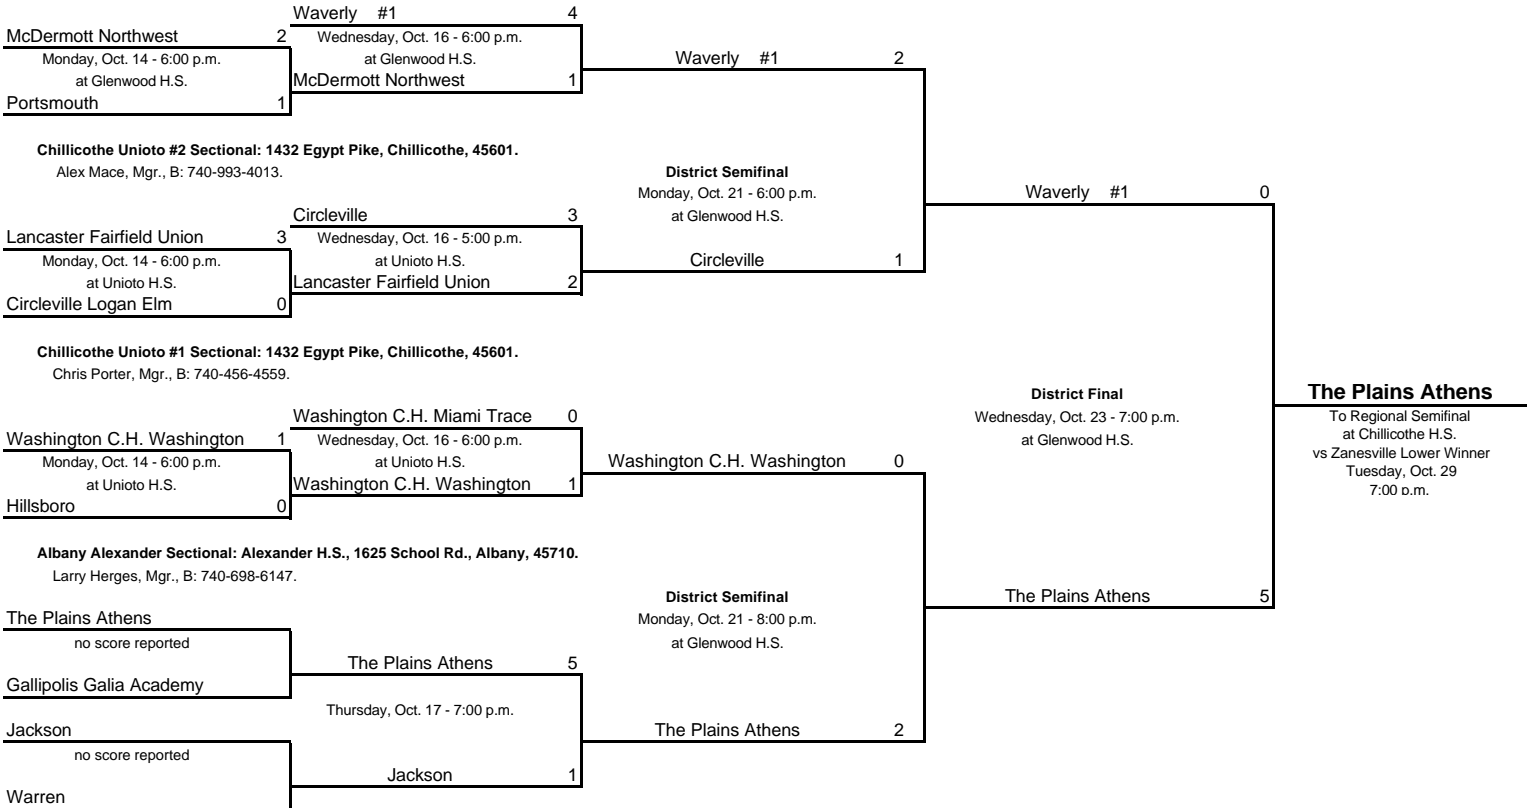 Waverly #1 4
McDermott Northwest 2
Wednesday, Oct. 16 - 6:00 p.m.
Monday, Oct. 14 - 6:00 p.m.
at Glenwood H.S.
Waverly #1 2
at Glenwood H.S.
McDermott Northwest 1
Portsmouth 1
Chillicothe Unioto #2 Sectional: 1432 Egypt Pike, Chillicothe, 45601.
Alex Mace, Mgr., B: 740-993-4013.
District Semifinal
Monday, Oct. 21 - 6:00 p.m.
at Glenwood H.S.
Waverly #1 0
Circleville 3
Lancaster Fairfield Union 3
Wednesday, Oct. 16 - 5:00 p.m.
Monday, Oct. 14 - 6:00 p.m.
at Unioto H.S.
Circleville 1
at Unioto H.S.
Lancaster Fairfield Union 2
Circleville Logan Elm 0
Chillicothe Unioto #1 Sectional: 1432 Egypt Pike, Chillicothe, 45601.
Chris Porter, Mgr., B: 740-456-4559.
District Final
Wednesday, Oct. 23 - 7:00 p.m.
at Glenwood H.S.
The Plains Athens
To Regional Semifinal
at Chillicothe H.S.
vs Zanesville Lower Winner
Tuesday, Oct. 29
7:00 p.m.
Washington C.H. Miami Trace 0
Washington C.H. Washington 1
Wednesday, Oct. 16 - 6:00 p.m.
Monday, Oct. 14 - 6:00 p.m.
at Unioto H.S.
Washington C.H. Washington 0
at Unioto H.S.
Washington C.H. Washington 1
Hillsboro 0
Albany Alexander Sectional: Alexander H.S., 1625 School Rd., Albany, 45710.
Larry Herges, Mgr., B: 740-698-6147.
District Semifinal
Monday, Oct. 21 - 8:00 p.m.
at Glenwood H.S.
The Plains Athens 5
The Plains Athens
no score reported
The Plains Athens 5
Gallipolis Galia Academy
Thursday, Oct. 17 - 7:00 p.m.
Jackson
The Plains Athens 2
no score reported
Jackson 1
Warren